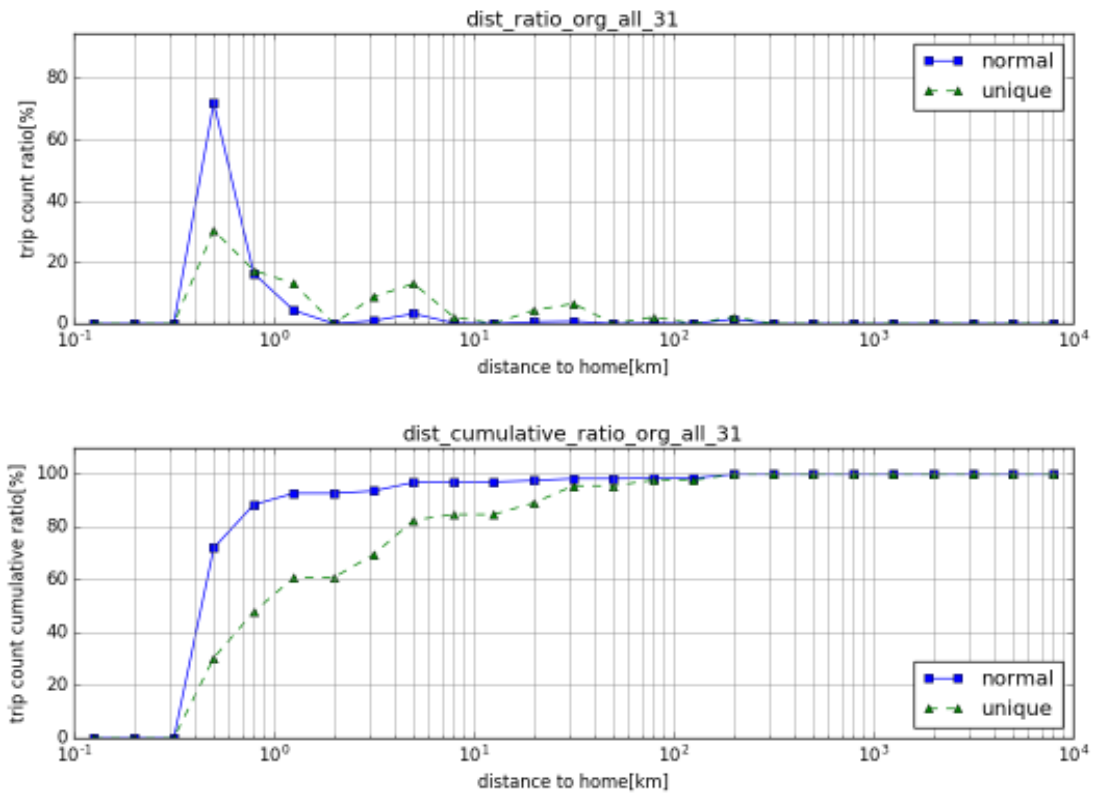 dist_ratio_org_all_31
trip count ratio[%]
80
60
40
20
0
normal
unique
10^-1 10^0 10^1 10^2 10^3 10^4
distance to home[km]
dist_cumulative_ratio_org_all_31
trip count cumulative ratio[%]
100
80
60
40
20
0
normal
unique
10^-1 10^0 10^1 10^2 10^3 10^4
distance to home[km]